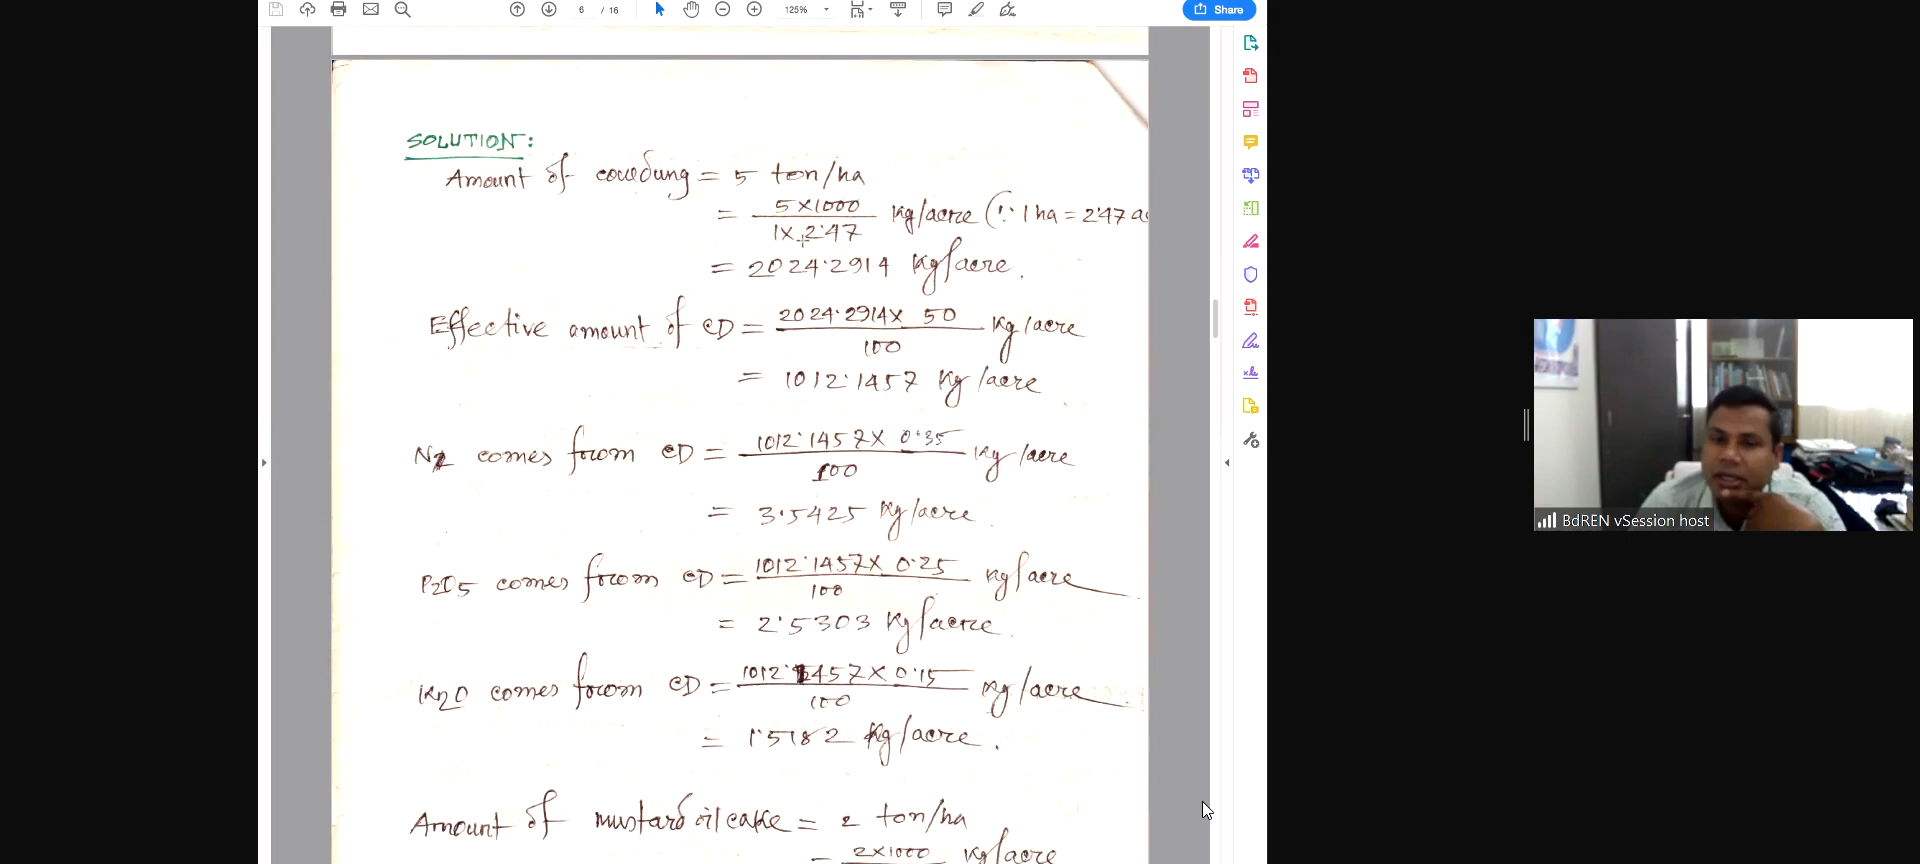 6 / 16
125%
Share
SOLUTION:
Amount of cowdung = 5 ton/ha
= 5×1000 / 1×2.47 Kg/acre (∵ 1 ha = 2.47 ac
= 2024.2914 Kg/acre.
Effective amount of CD = 2024.2914× 50 / 100 Kg/acre
= 1012.1457 Kg/acre
N2 comes from CD = 1012.1457× 0.35 / 100 Kg/acre
= 3.5425 Kg/acre
P2O5 comes from CD = 1012.1457× 0.25 / 100 Kg/acre
= 2.5303 Kg/acre.
K2O comes from CD = 1012.1457×0.15 / 100 Kg/acre
= 1.5182 Kg/acre.
Amount of mustard oil cake = 2 ton/ha
= 2×1000 Kg/acre
BdREN vSession host